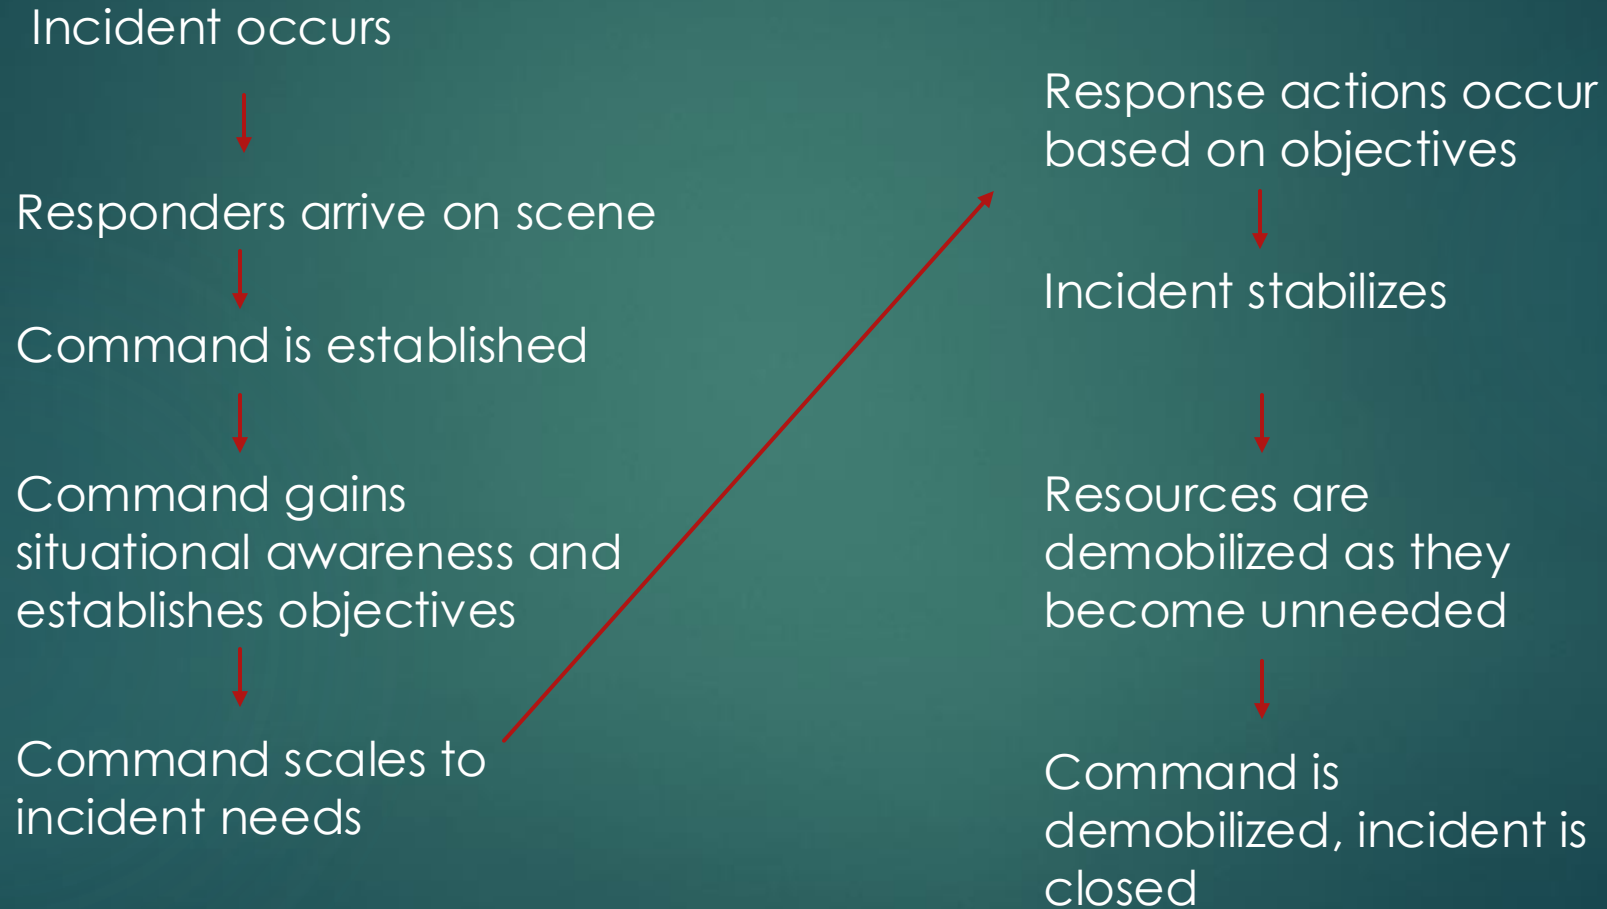 Incident occurs
Responders arrive on scene
Command is established
Command gains
situational awareness and
establishes objectives
Command scales to
incident needs
Response actions occur
based on objectives
Incident stabilizes
Resources are
demobilized as they
become unneeded
Command is
demobilized, incident is
closed